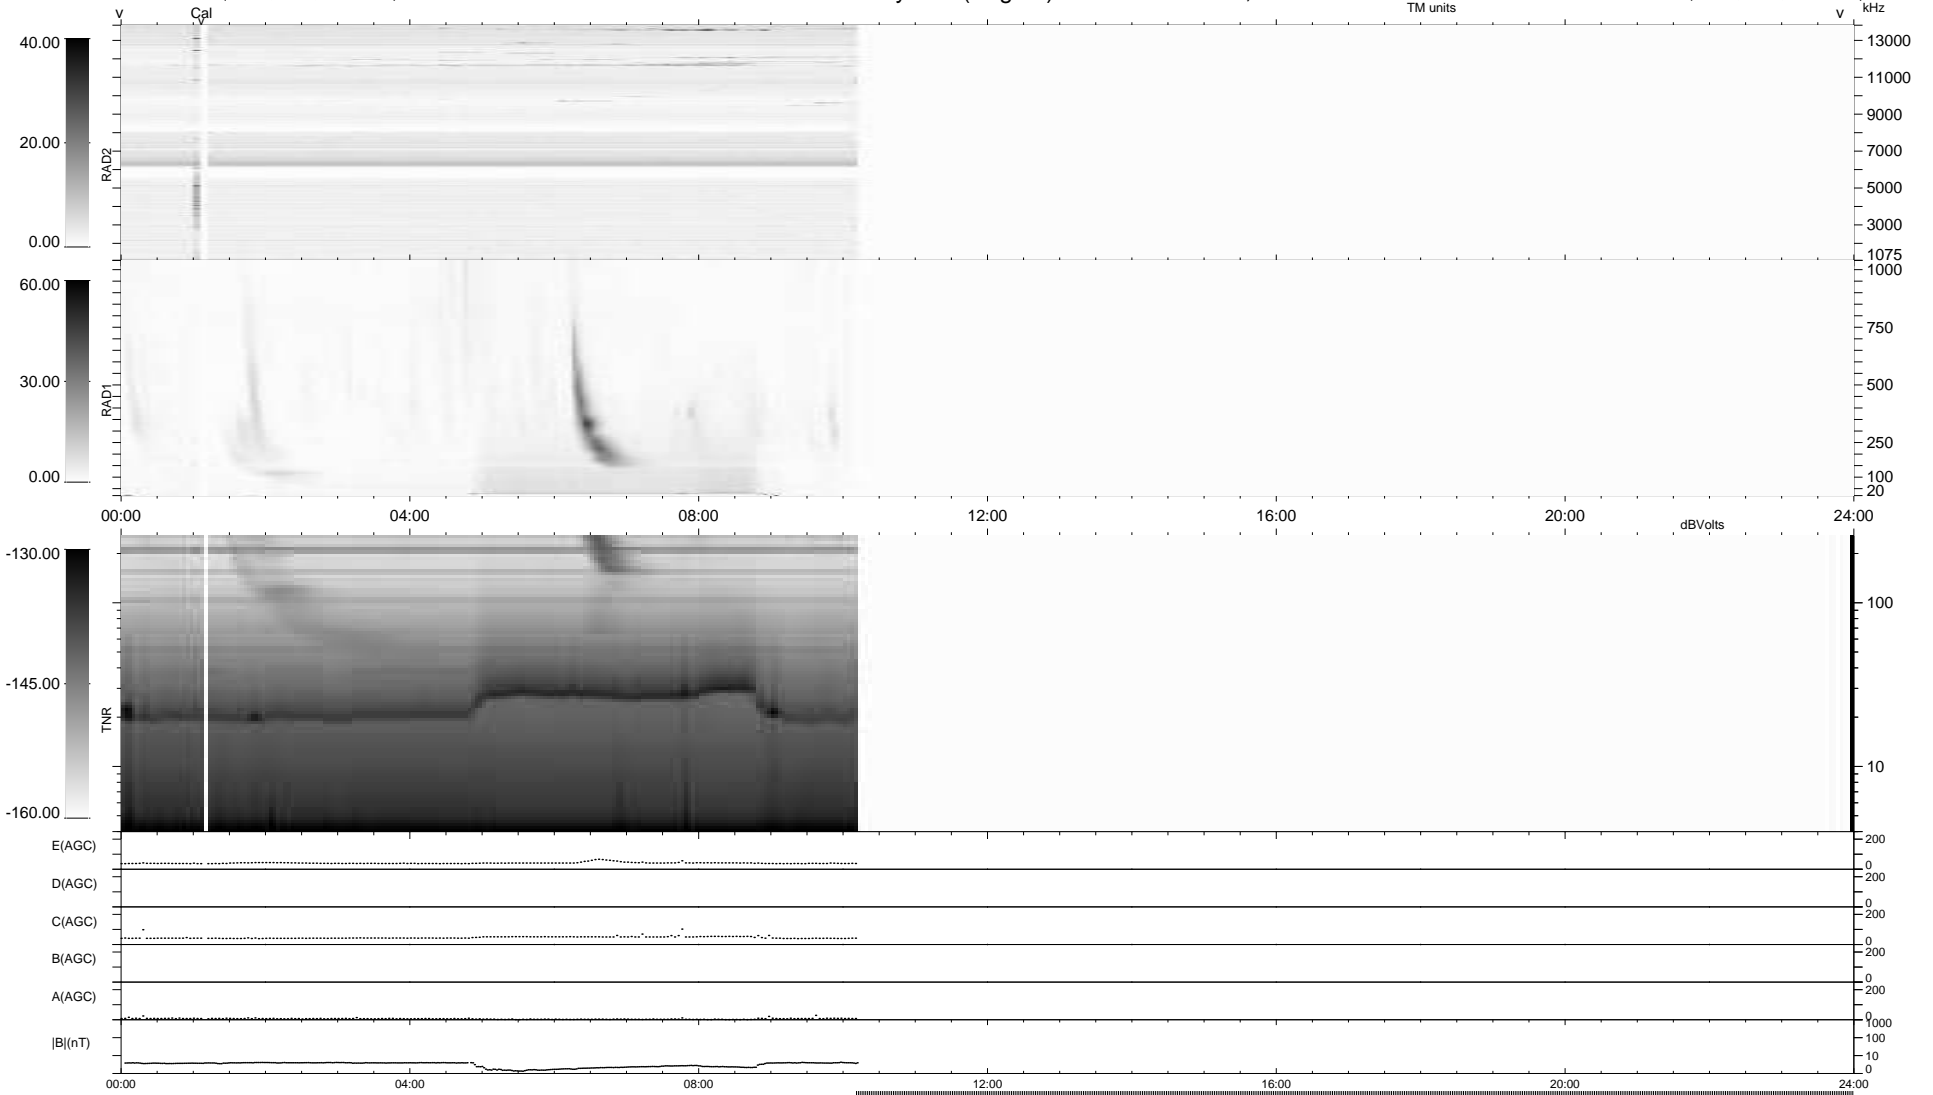 v Cal TM units v kHz
v
40.00 13000
11000
9000
20.00 7000
RAD2
5000
3000
0.00 1075
60.00 1000
750
30.00 500
RAD1
250
0.00 100
20
00:00 04:00 08:00 12:00 16:00 20:00 24:00
dBVolts
-130.00
100
-145.00
TNR
10
-160.00
E(AGC) 200
0
D(AGC) 200
0
C(AGC) 200
0
B(AGC) 200
0
A(AGC) 200
0
|B|(nT) 1000
100
10
00:00 04:00 08:00 12:00 16:00 20:00 24:00